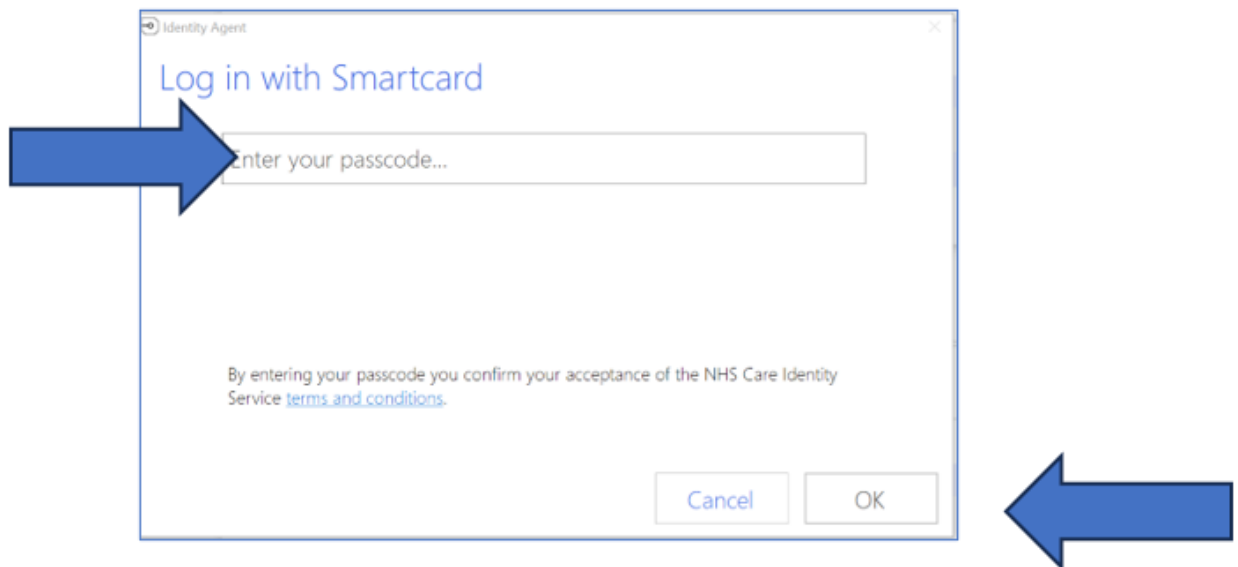 Identity Agent
Log in with Smartcard
Enter your passcode...
By entering your passcode you confirm your acceptance of the NHS Care Identity
Service terms and conditions.
Cancel
OK